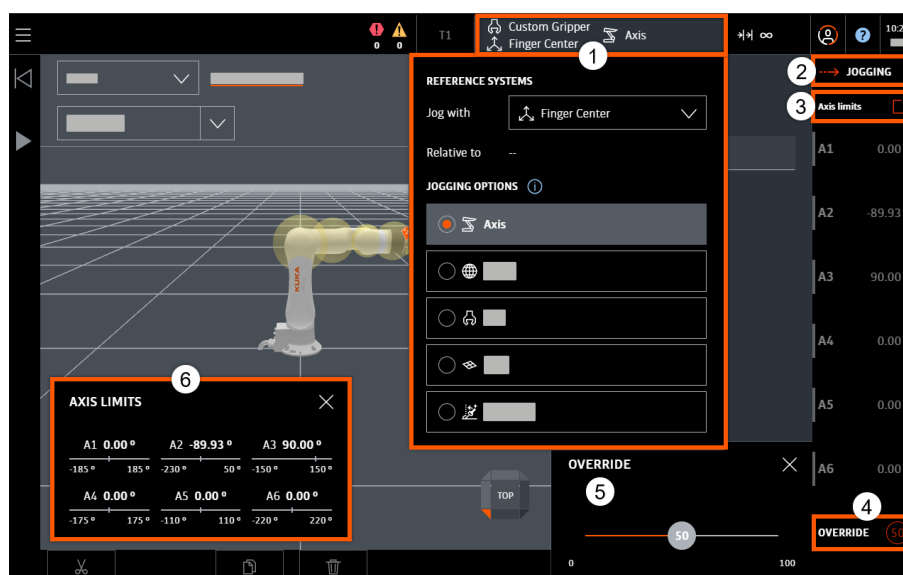 0 0
T1
Custom Gripper
Finger Center
Axis
∞
?
1
REFERENCE SYSTEMS
Jog with
Finger Center
Relative to --
JOGGING OPTIONS i
Axis
2
JOGGING
3
Axis limits
A1 0.00
A2 -89.93
A3 90.00
A4 0.00
A5 0.00
A6 0.00
4
OVERRIDE 50
KUKA
TOP
6
AXIS LIMITS
A1 0.00 º A2 -89.93 º A3 90.00 º
-185 º 185 º -230 º 50 º -150 º 150 º
A4 0.00 º A5 0.00 º A6 0.00 º
-175 º 175 º -110 º 110 º -220 º 220 º
OVERRIDE
5
50
0 100